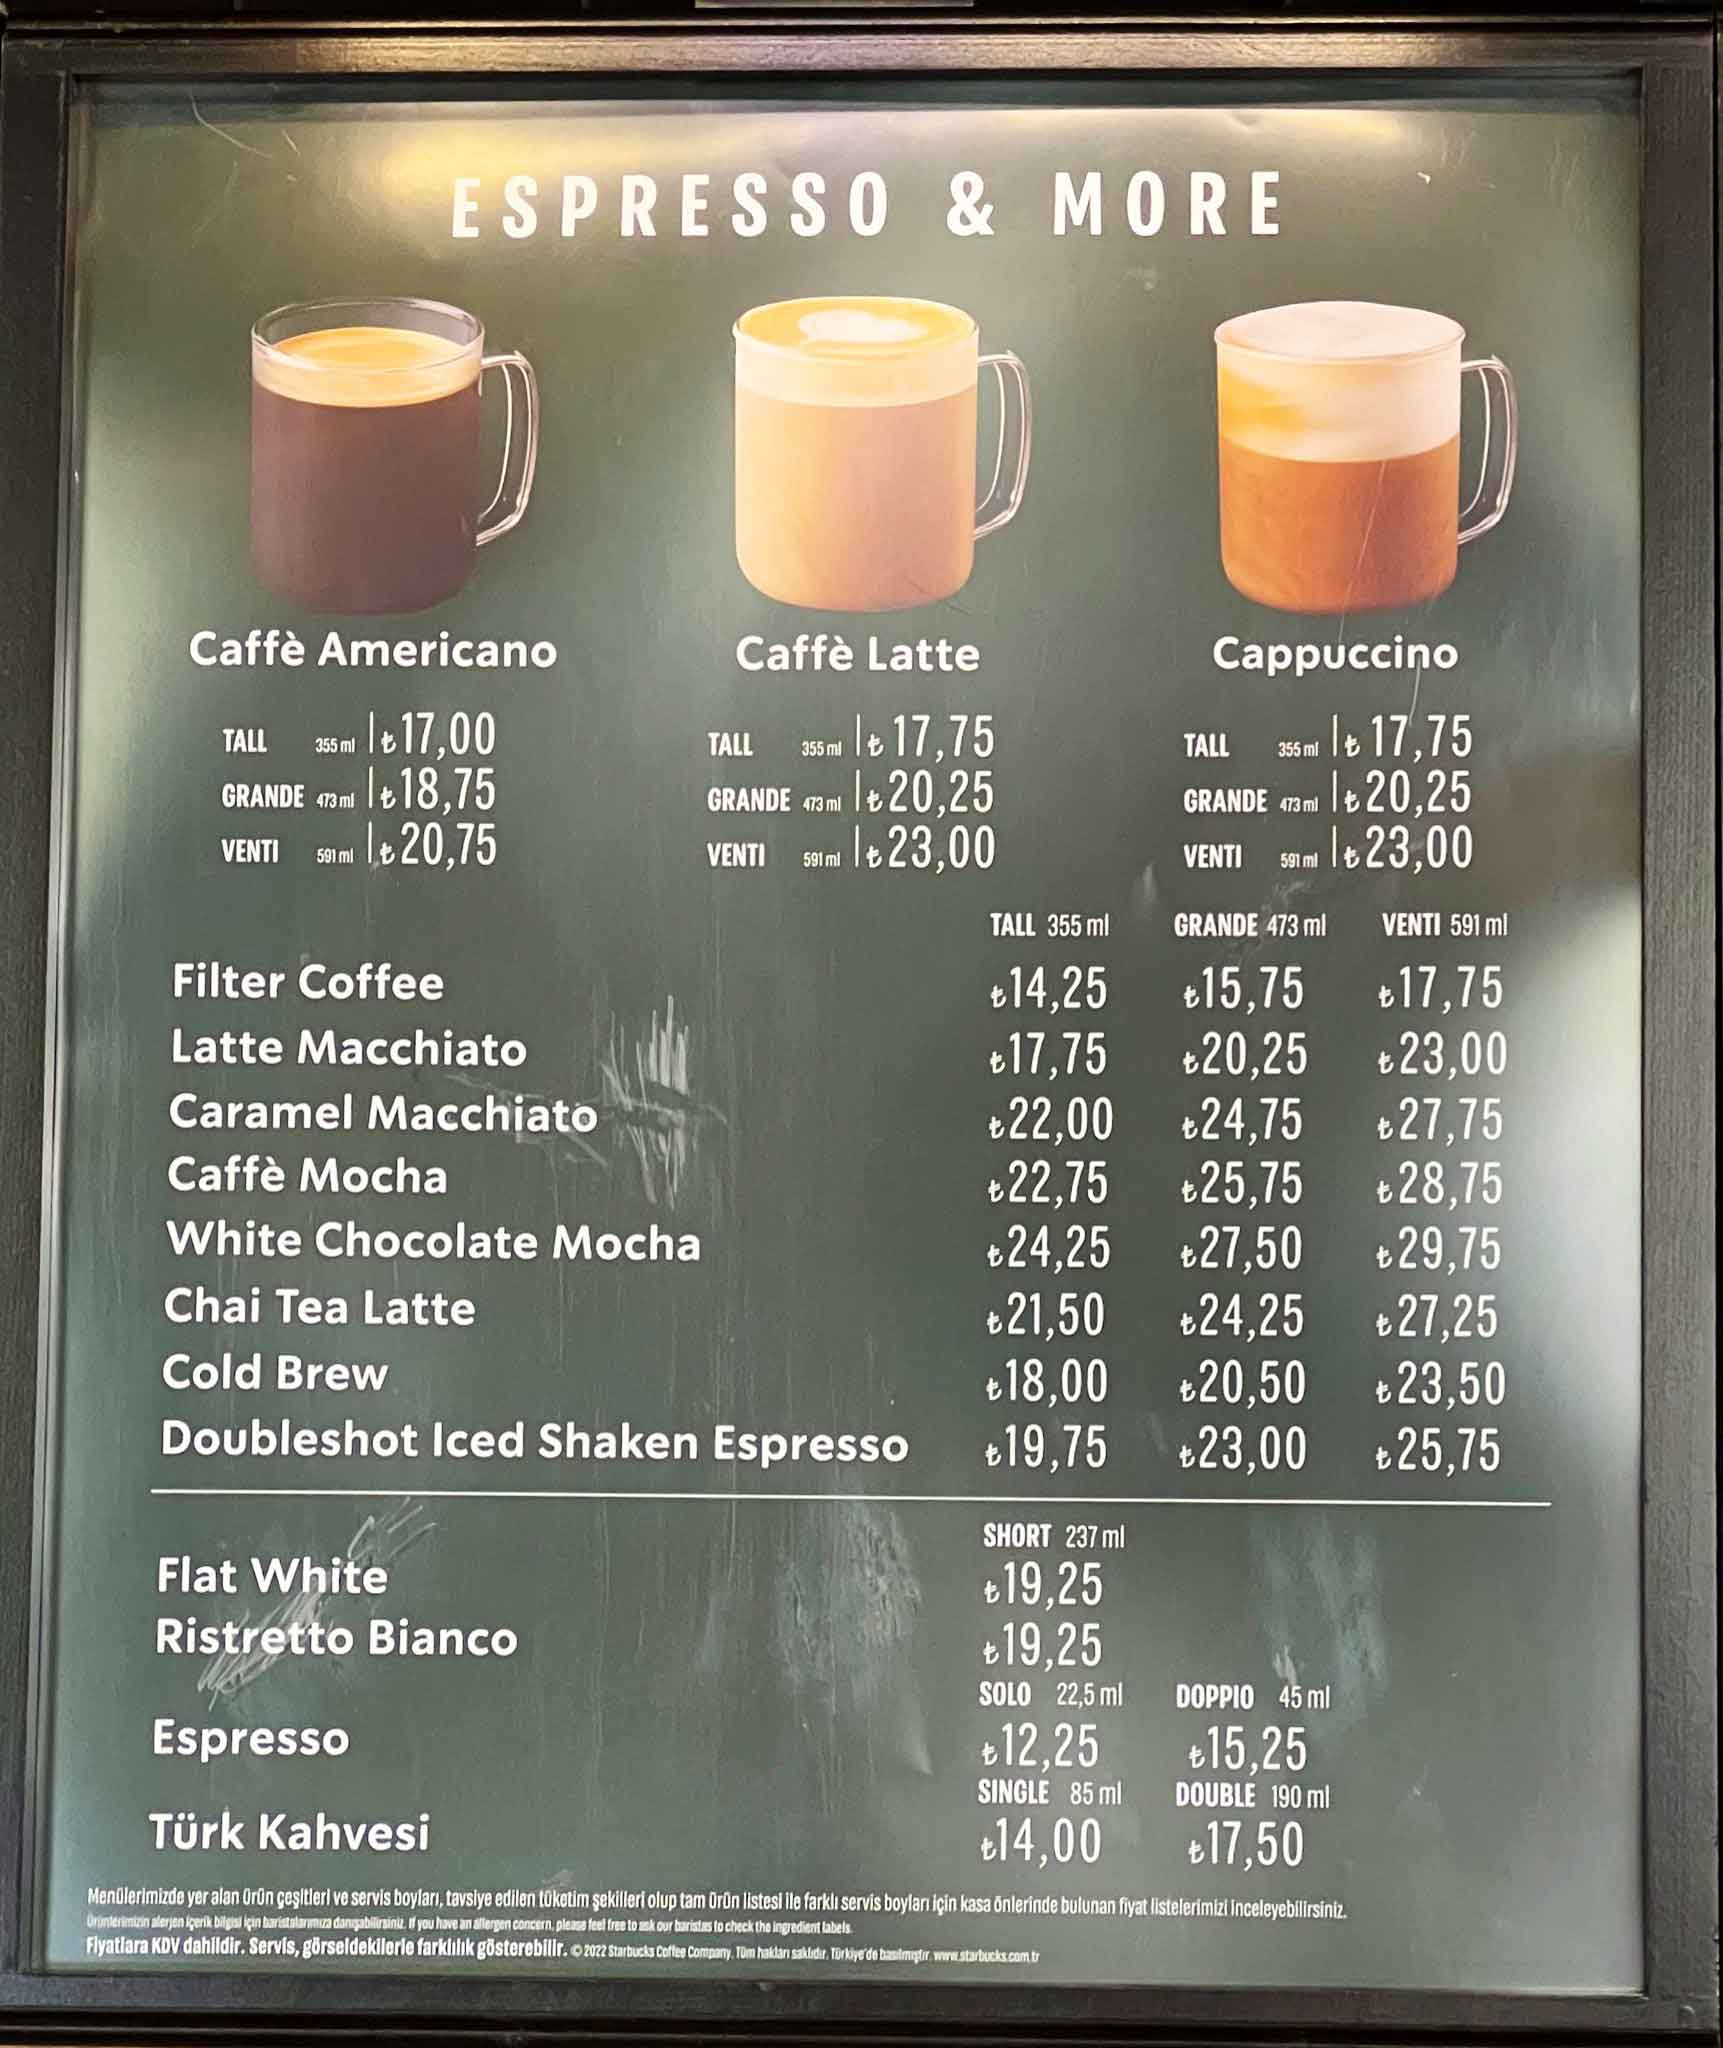 ESPRESSO & MORE
Caffè Americano
TALL 355 ml | ₺17,00
GRANDE 473 ml | ₺18,75
VENTI 591 ml | ₺20,75
Caffè Latte
TALL 355 ml | ₺17,75
GRANDE 473 ml | ₺20,25
VENTI 591 ml | ₺23,00
Cappuccino
TALL 355 ml | ₺17,75
GRANDE 473 ml | ₺20,25
VENTI 591 ml | ₺23,00
TALL 355 ml GRANDE 473 ml VENTI 591 ml
Filter Coffee ₺14,25 ₺15,75 ₺17,75
Latte Macchiato ₺17,75 ₺20,25 ₺23,00
Caramel Macchiato ₺22,00 ₺24,75 ₺27,75
Caffè Mocha ₺22,75 ₺25,75 ₺28,75
White Chocolate Mocha ₺24,25 ₺27,50 ₺29,75
Chai Tea Latte ₺21,50 ₺24,25 ₺27,25
Cold Brew ₺18,00 ₺20,50 ₺23,50
Doubleshot Iced Shaken Espresso ₺19,75 ₺23,00 ₺25,75
SHORT 237 ml
Flat White ₺19,25
Ristretto Bianco ₺19,25
SOLO 22,5 ml DOPPIO 45 ml
Espresso ₺12,25 ₺15,25
SINGLE 85 ml DOUBLE 190 ml
Türk Kahvesi ₺14,00 ₺17,50
Menülerimizde yer alan ürün çeşitleri ve servis boyları, tavsiye edilen tüketim şekilleri olup tam ürün listesi ile farklı servis boyları için kasa önlerinde bulunan fiyat listelerimizi inceleyebilirsiniz.
Ürünlerimizin alerjen içerik bilgisi için baristalarımıza danışabilirsiniz. If you have an allergen concern, please feel free to ask our baristas to check the ingredient labels.
Fiyatlara KDV dahildir. Servis, görseldekilerle farklılık gösterebilir. © 2022 Starbucks Coffee Company. Tüm hakları saklıdır. Türkiye'de basılmıştır. www.starbucks.com.tr